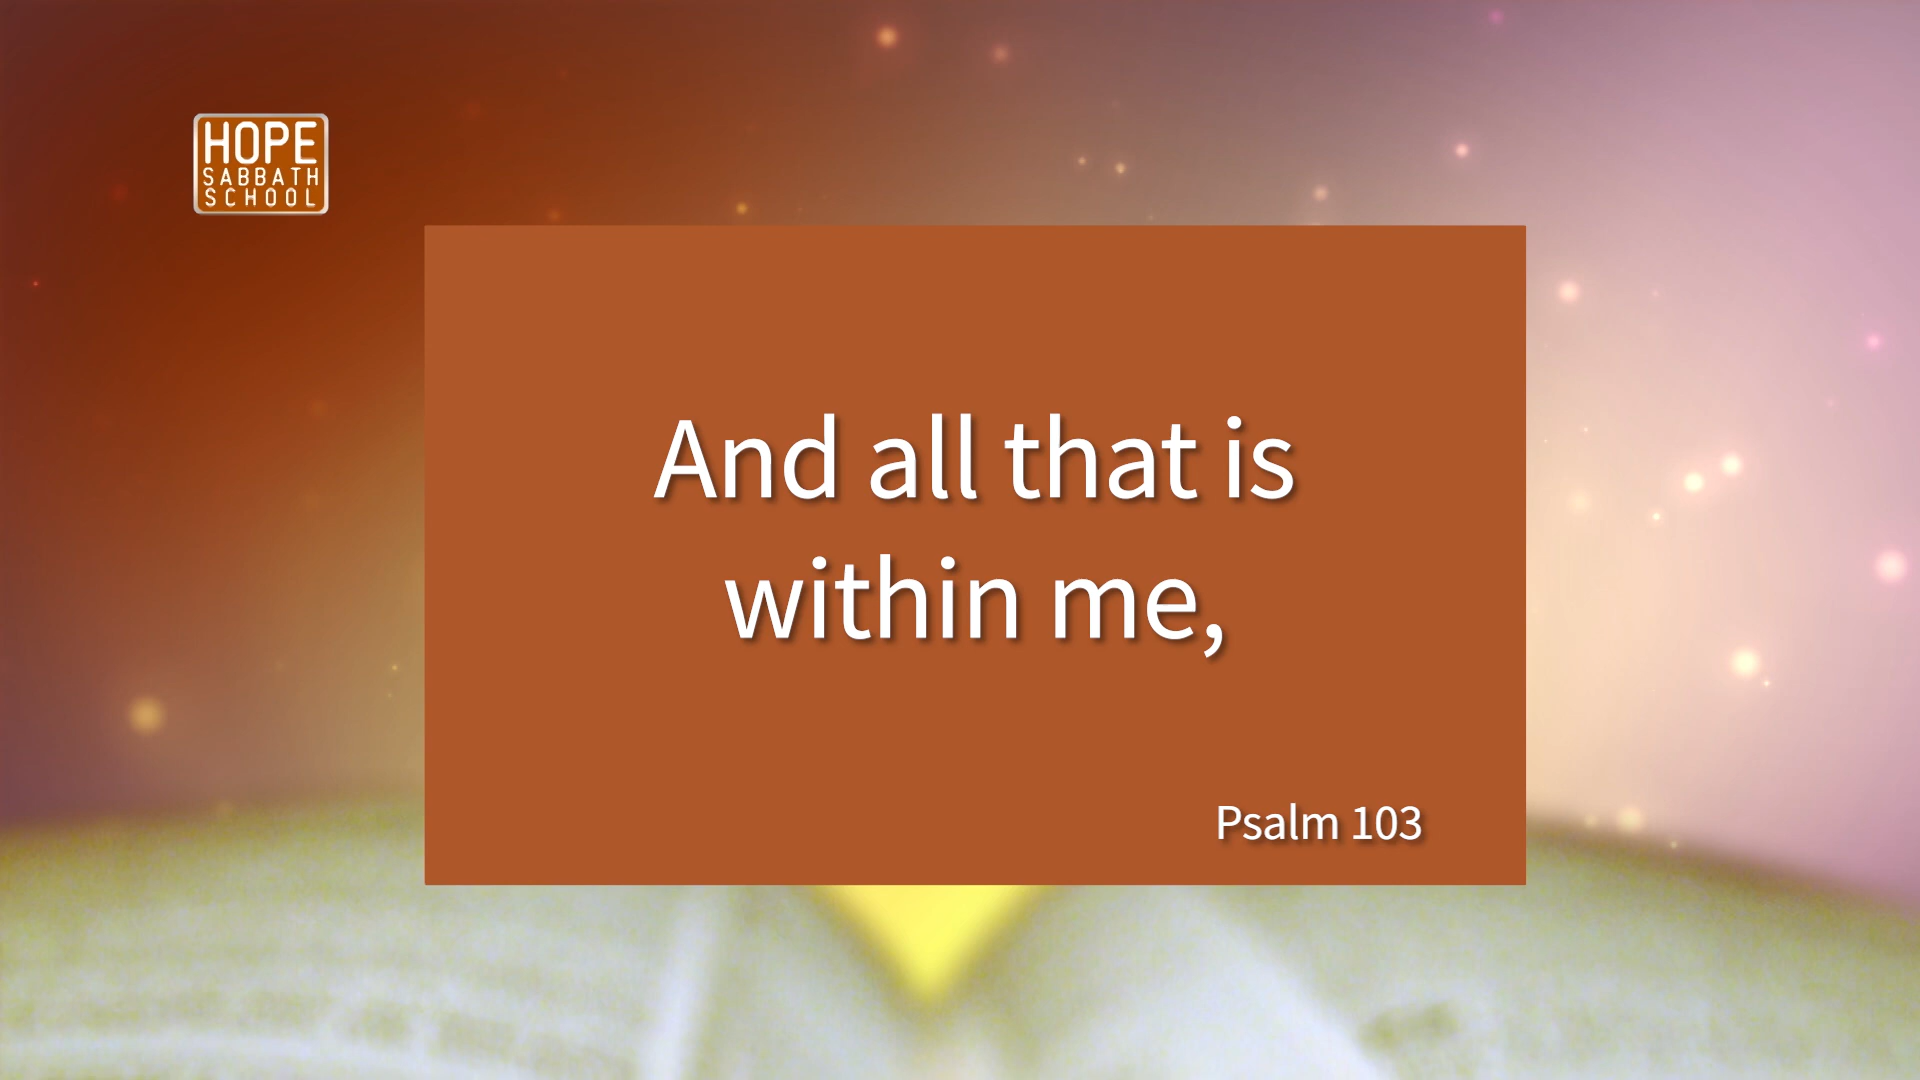 HOPE
SABBATH
SCHOOL
And all that is
within me,
Psalm 103